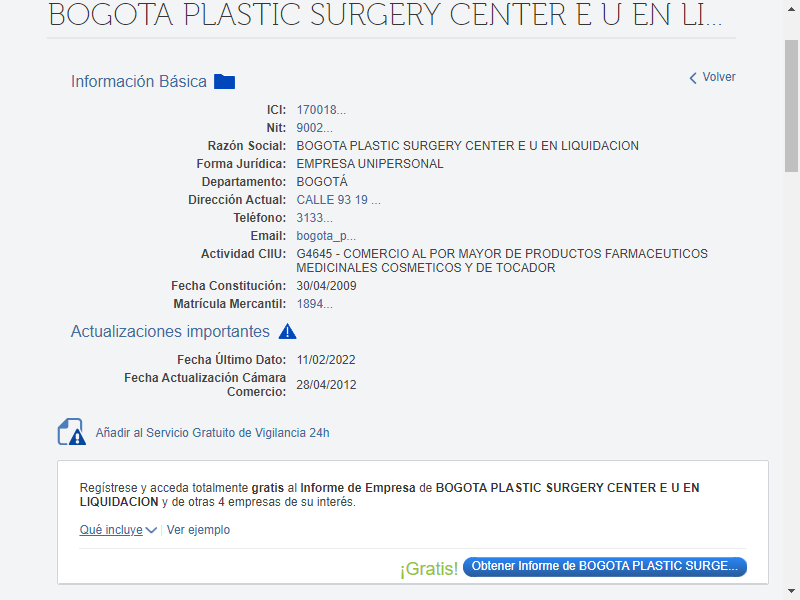 BOGOTA PLASTIC SURGERY CENTER E U EN LI...
Información Básica
Volver
ICI: 170018...
Nit: 9002...
Razón Social: BOGOTA PLASTIC SURGERY CENTER E U EN LIQUIDACION
Forma Jurídica: EMPRESA UNIPERSONAL
Departamento: BOGOTÁ
Dirección Actual: CALLE 93 19 ...
Teléfono: 3133...
Email: bogota_p...
Actividad CIIU: G4645 - COMERCIO AL POR MAYOR DE PRODUCTOS FARMACEUTICOS
MEDICINALES COSMETICOS Y DE TOCADOR
Fecha Constitución: 30/04/2009
Matrícula Mercantil: 1894...
Actualizaciones importantes
Fecha Último Dato: 11/02/2022
Fecha Actualización Cámara
Comercio: 28/04/2012
Añadir al Servicio Gratuito de Vigilancia 24h
Regístrese y acceda totalmente gratis al Informe de Empresa de BOGOTA PLASTIC SURGERY CENTER E U EN
LIQUIDACION y de otras 4 empresas de su interés.
Qué incluye | Ver ejemplo
¡Gratis! Obtener Informe de BOGOTA PLASTIC SURGE...